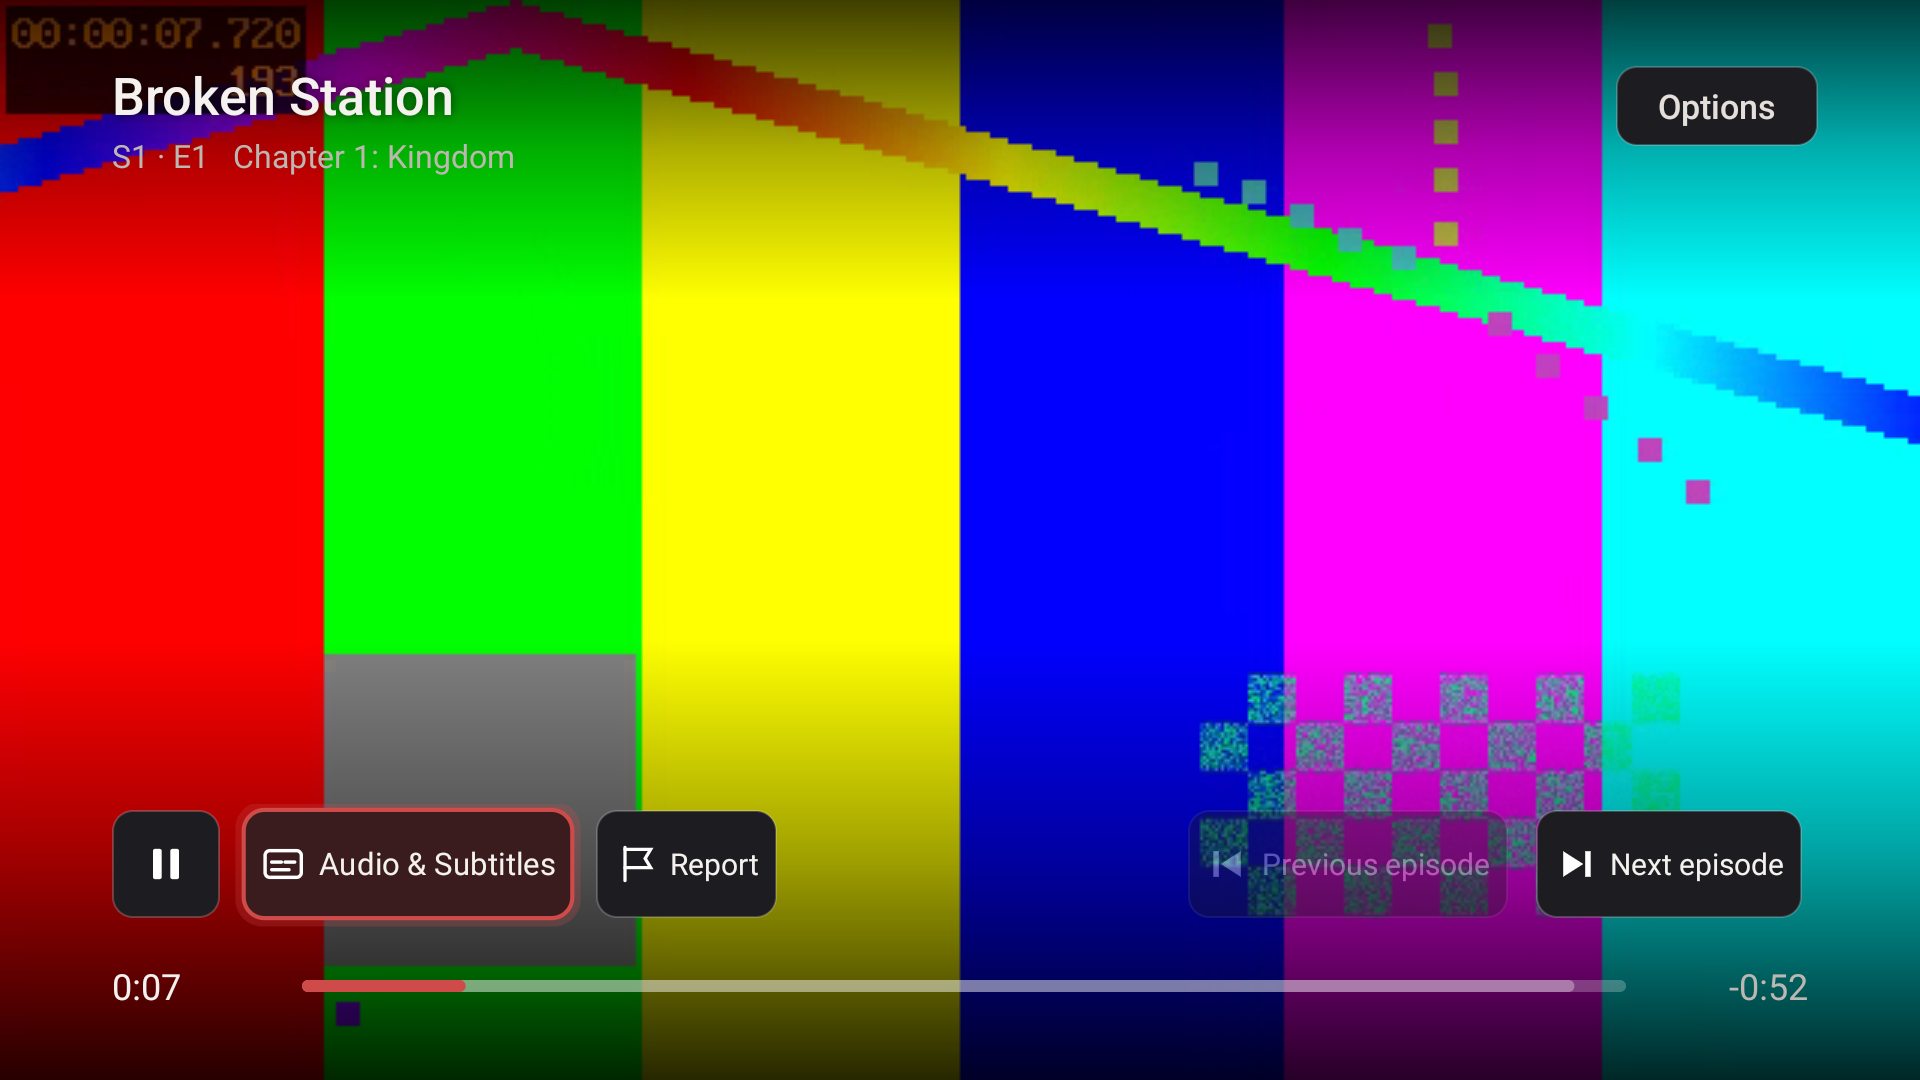 00:00:07.720
193
Broken Station
Options
S1 · E1 Chapter 1: Kingdom
Audio & Subtitles
Report
Previous episode
Next episode
0:07
-0:52